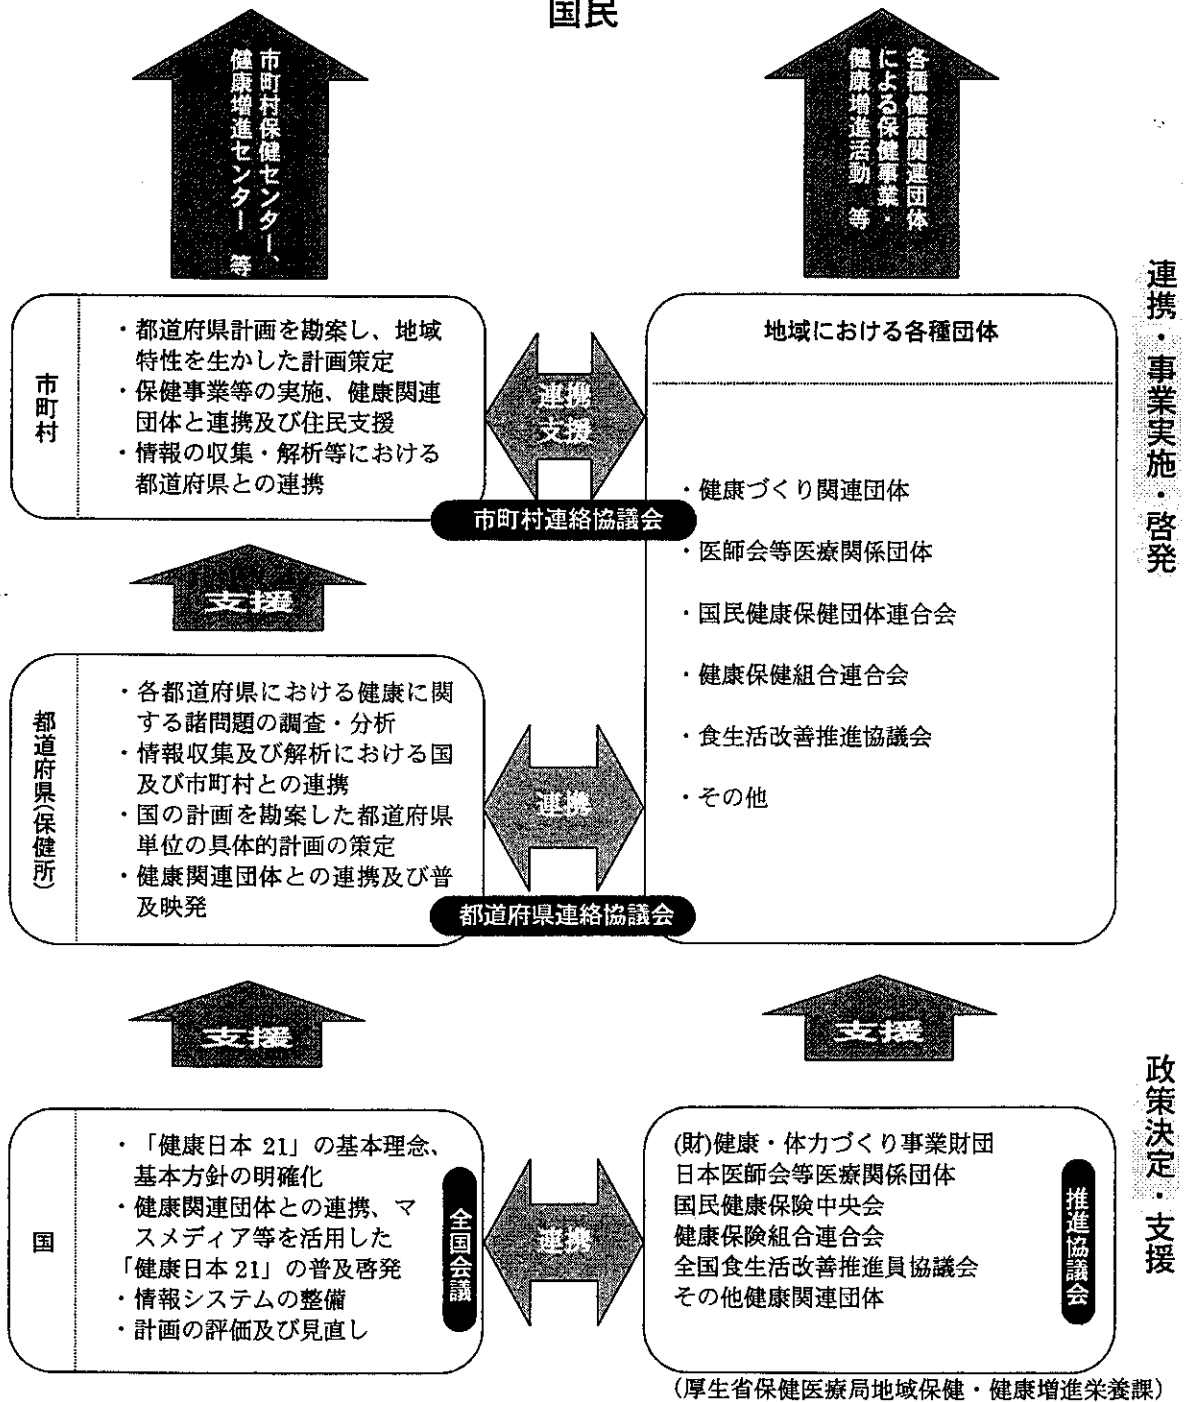 国民
市町村保健センター、
健康増進センター 等
各種健康関連団体
による保健事業・
健康増進活動 等
市町村
・都道府県計画を勘案し、地域
特性を生かした計画策定
・保健事業等の実施、健康関連
団体と連携及び住民支援
・情報の収集・解析等における
都道府県との連携
連携
支援
市町村連絡協議会
地域における各種団体
・健康づくり関連団体
・医師会等医療関係団体
・国民健康保健団体連合会
・健康保健組合連合会
・食生活改善推進協議会
・その他
連携・事業実施・啓発
支援
都道府県(保健所)
・各都道府県における健康に関
する諸問題の調査・分析
・情報収集及び解析における国
及び市町村との連携
・国の計画を勘案した都道府県
単位の具体的計画の策定
・健康関連団体との連携及び普
及映発
連携
都道府県連絡協議会
支援
支援
国
・「健康日本 21」の基本理念、
基本方針の明確化
・健康関連団体との連携、マ
スメディア等を活用した
「健康日本 21」の普及啓発
・情報システムの整備
・計画の評価及び見直し
全国会議
連携
(財)健康・体力づくり事業財団
日本医師会等医療関係団体
国民健康保険中央会
健康保険組合連合会
全国食生活改善推進員協議会
その他健康関連団体
推進協議会
政策決定・支援
(厚生省保健医療局地域保健・健康増進栄養課)